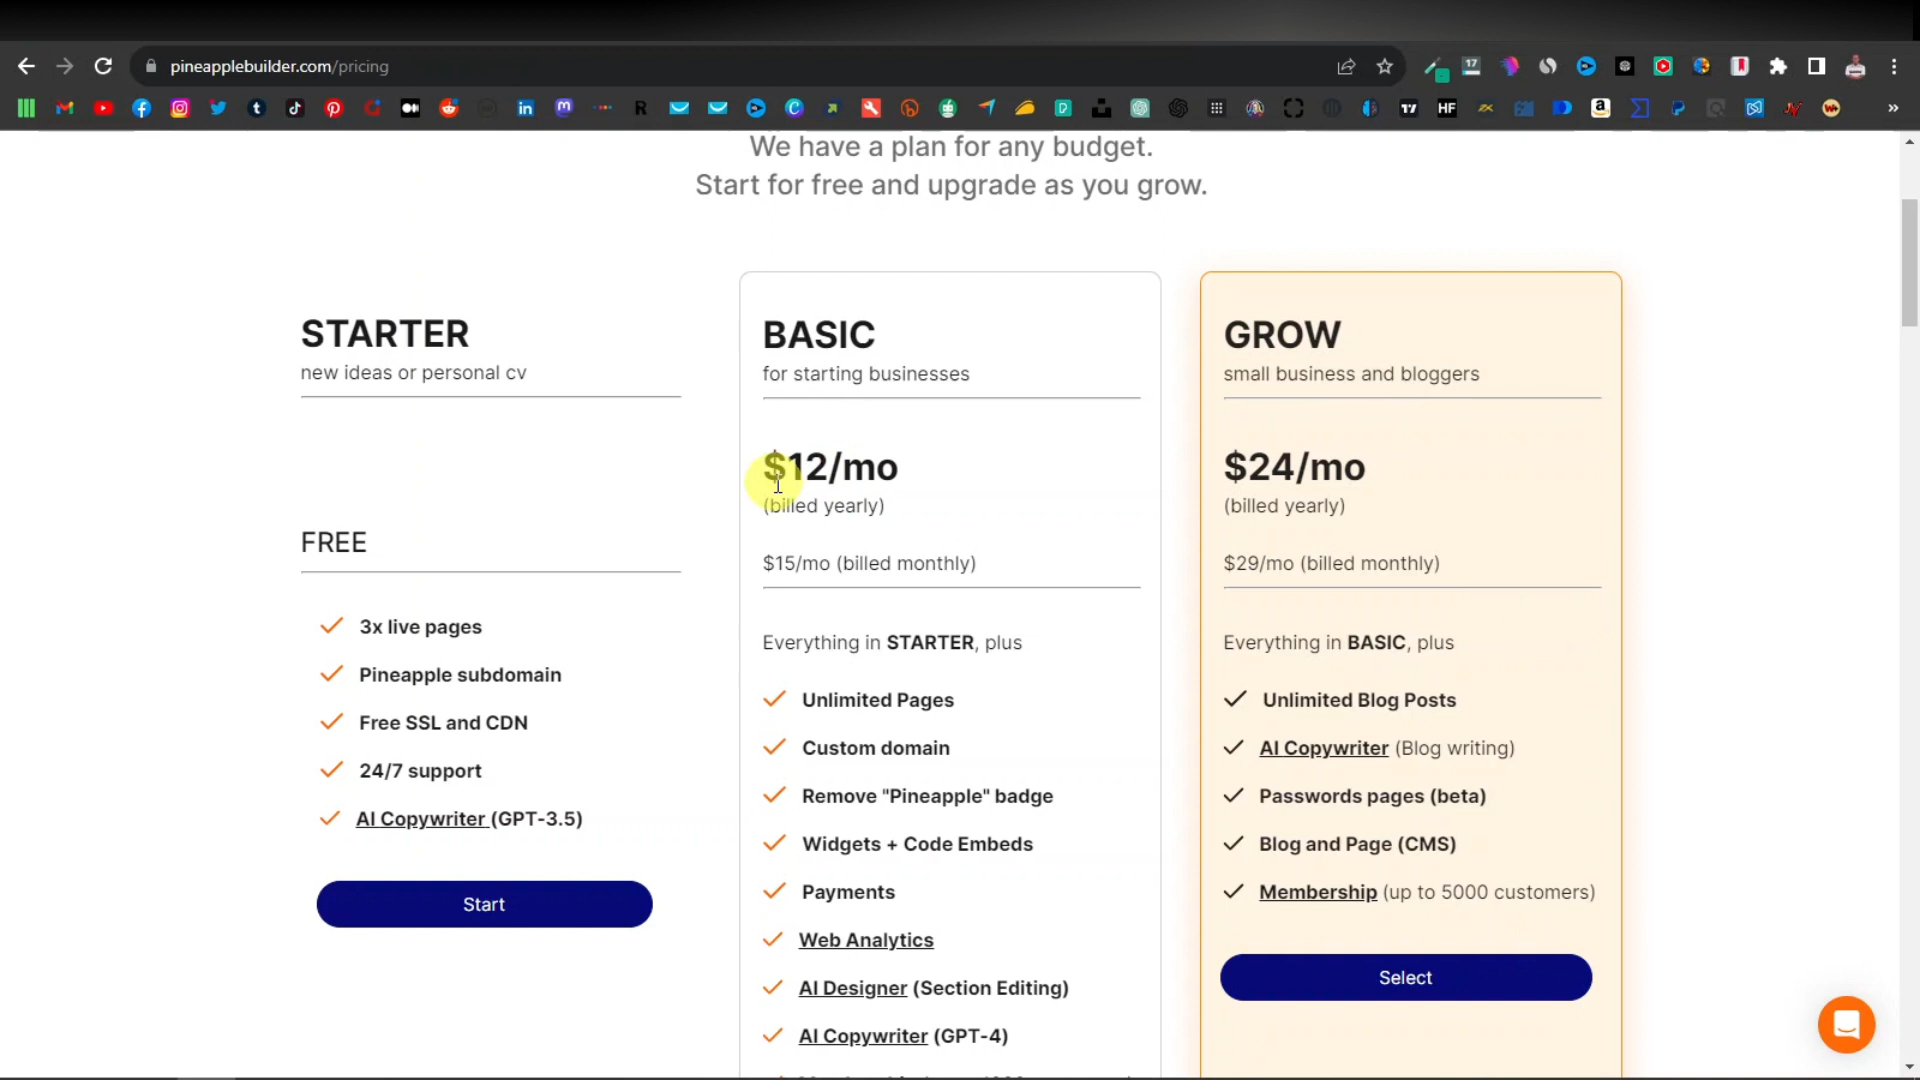 pineapplebuilder.com/pricing
We have a plan for any budget.
Start for free and upgrade as you grow.
STARTER
new ideas or personal cv
FREE
3x live pages
Pineapple subdomain
Free SSL and CDN
24/7 support
AI Copywriter (GPT-3.5)
Start
BASIC
for starting businesses
$12/mo
(billed yearly)
$15/mo (billed monthly)
Everything in STARTER, plus
Unlimited Pages
Custom domain
Remove "Pineapple" badge
Widgets + Code Embeds
Payments
Web Analytics
AI Designer (Section Editing)
AI Copywriter (GPT-4)
GROW
small business and bloggers
$24/mo
(billed yearly)
$29/mo (billed monthly)
Everything in BASIC, plus
Unlimited Blog Posts
AI Copywriter (Blog writing)
Passwords pages (beta)
Blog and Page (CMS)
Membership (up to 5000 customers)
Select